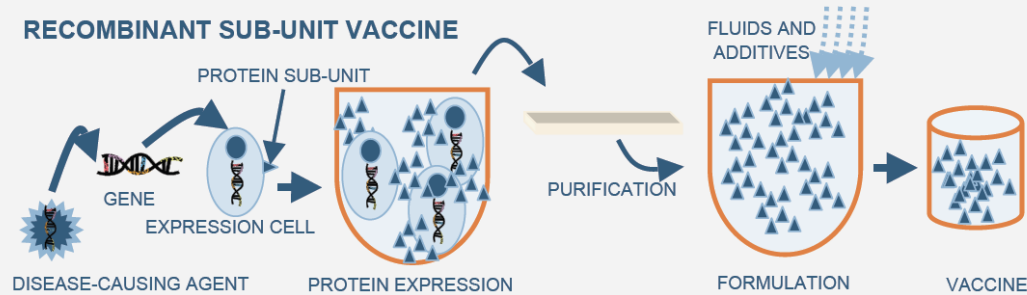 RECOMBINANT SUB-UNIT VACCINE
FLUIDS AND
ADDITIVES
PROTEIN SUB-UNIT
GENE
EXPRESSION CELL
PURIFICATION
DISEASE-CAUSING AGENT
PROTEIN EXPRESSION
FORMULATION
VACCINE